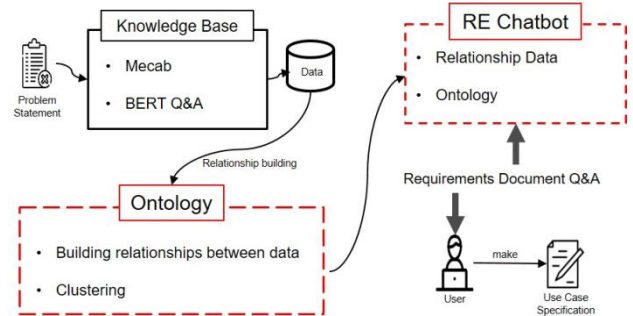 Knowledge Base
• Mecab
• BERT Q&A
Problem
Statement
Data
Relationship building
Ontology
• Building relationships between data
• Clustering
RE Chatbot
• Relationship Data
• Ontology
Requirements Document Q&A
make
User
Use Case
Specification